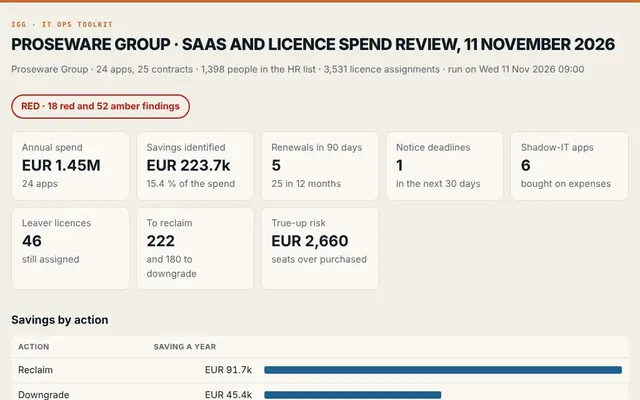 IGG · IT OPS TOOLKIT
PROSEWARE GROUP · SAAS AND LICENCE SPEND REVIEW, 11 NOVEMBER 2026
Proseware Group · 24 apps, 25 contracts · 1,398 people in the HR list · 3,531 licence assignments · run on Wed 11 Nov 2026 09:00
RED · 18 red and 52 amber findings
Annual spend
EUR 1.45M
24 apps
Savings identified
EUR 223.7k
15.4 % of the spend
Renewals in 90 days
5
25 in 12 months
Notice deadlines
1
in the next 30 days
Shadow-IT apps
6
bought on expenses
Leaver licences
46
still assigned
To reclaim
222
and 180 to
downgrade
True-up risk
EUR 2,660
seats over purchased
Savings by action
ACTION SAVING A YEAR
Reclaim EUR 91.7k
Downgrade EUR 45.4k